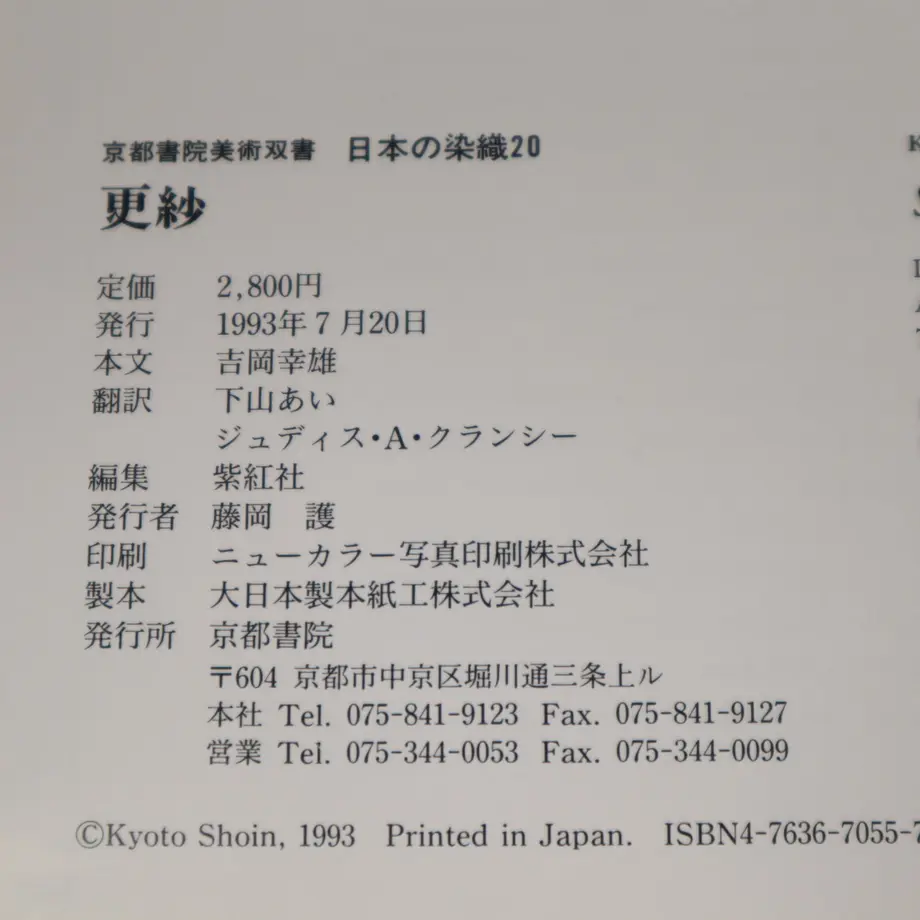 京都書院美術双書 日本の染織20
更紗
定価 2,800円
発行 1993年7月20日
本文 吉岡幸雄
翻訳 下山あい
ジュディス・A・クランシー
編集 紫紅社
発行者 藤岡 護
印刷 ニューカラー写真印刷株式会社
製本 大日本製本紙工株式会社
発行所 京都書院
〒604 京都市中京区堀川通三条上ル
本社 Tel. 075-841-9123 Fax. 075-841-9127
営業 Tel. 075-344-0053 Fax. 075-344-0099
©Kyoto Shoin, 1993 Printed in Japan. ISBN4-7636-7055-7